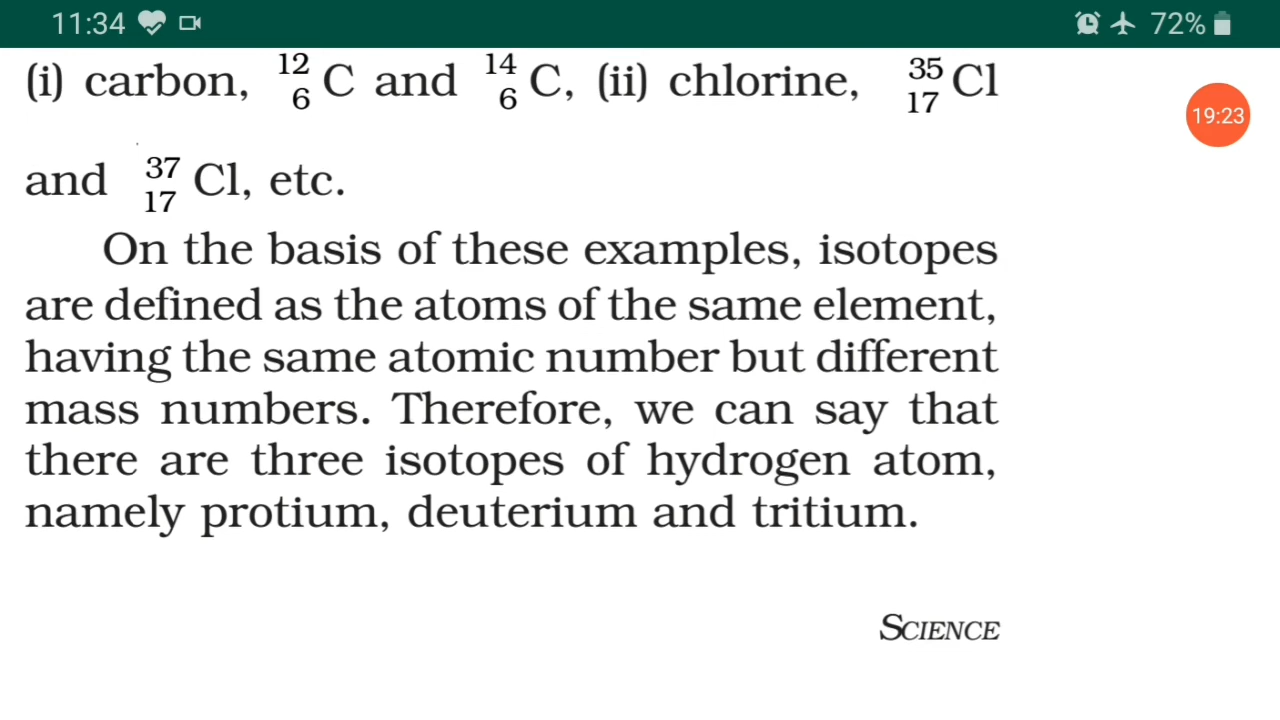 11:34 72%
(i) carbon, ¹²₆C and ¹⁴₆C, (ii) chlorine, ³⁵₁₇Cl
19:23
and ³⁷₁₇Cl, etc.
On the basis of these examples, isotopes
are defined as the atoms of the same element,
having the same atomic number but different
mass numbers. Therefore, we can say that
there are three isotopes of hydrogen atom,
namely protium, deuterium and tritium.
SCIENCE